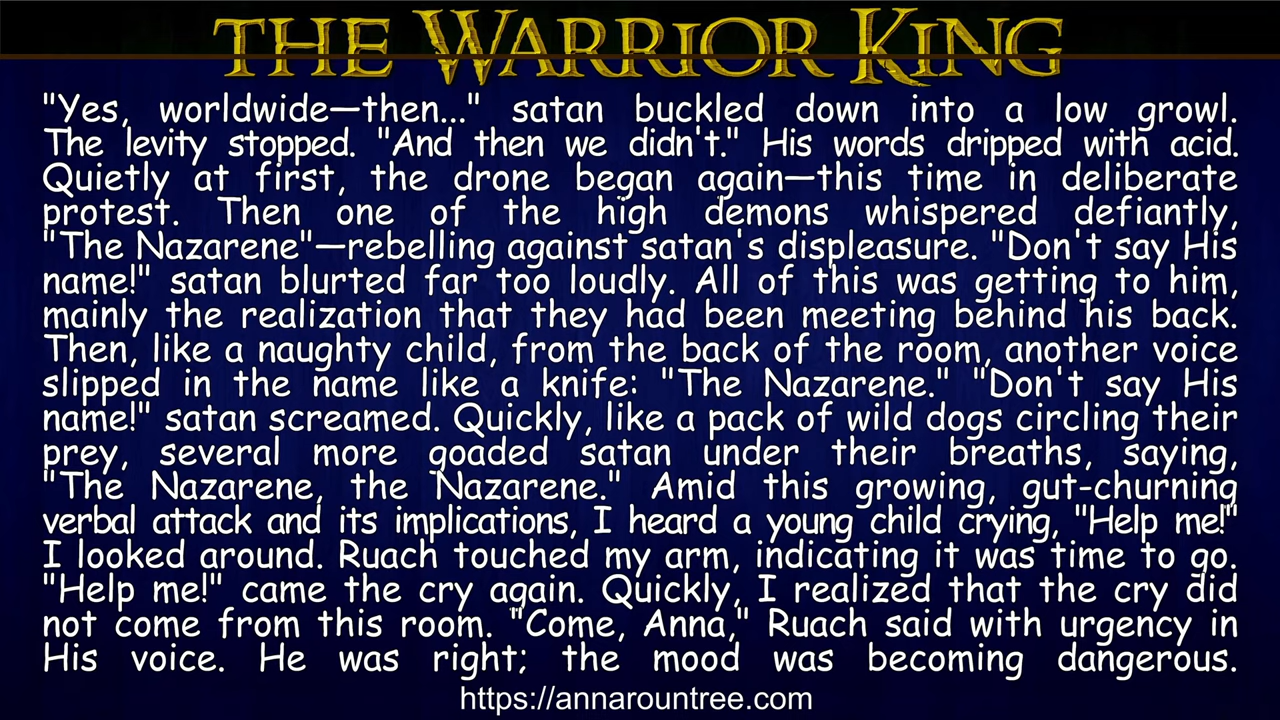 THE WARRIOR KING
"Yes, worldwide—then..." satan buckled down into a low growl.
The levity stopped. "And then we didn't." His words dripped with acid.
Quietly at first, the drone began again—this time in deliberate
protest. Then one of the high demons whispered defiantly,
"The Nazarene"—rebelling against satan's displeasure. "Don't say His
name!" satan blurted far too loudly. All of this was getting to him,
mainly the realization that they had been meeting behind his back.
Then, like a naughty child, from the back of the room, another voice
slipped in the name like a knife: "The Nazarene." "Don't say His
name!" satan screamed. Quickly, like a pack of wild dogs circling their
prey, several more goaded satan under their breaths, saying,
"The Nazarene, the Nazarene." Amid this growing, gut-churning
verbal attack and its implications, I heard a young child crying, "Help me!"
I looked around. Ruach touched my arm, indicating it was time to go.
"Help me!" came the cry again. Quickly, I realized that the cry did
not come from this room. "Come, Anna," Ruach said with urgency in
His voice. He was right; the mood was becoming dangerous.
https://annarountree.com